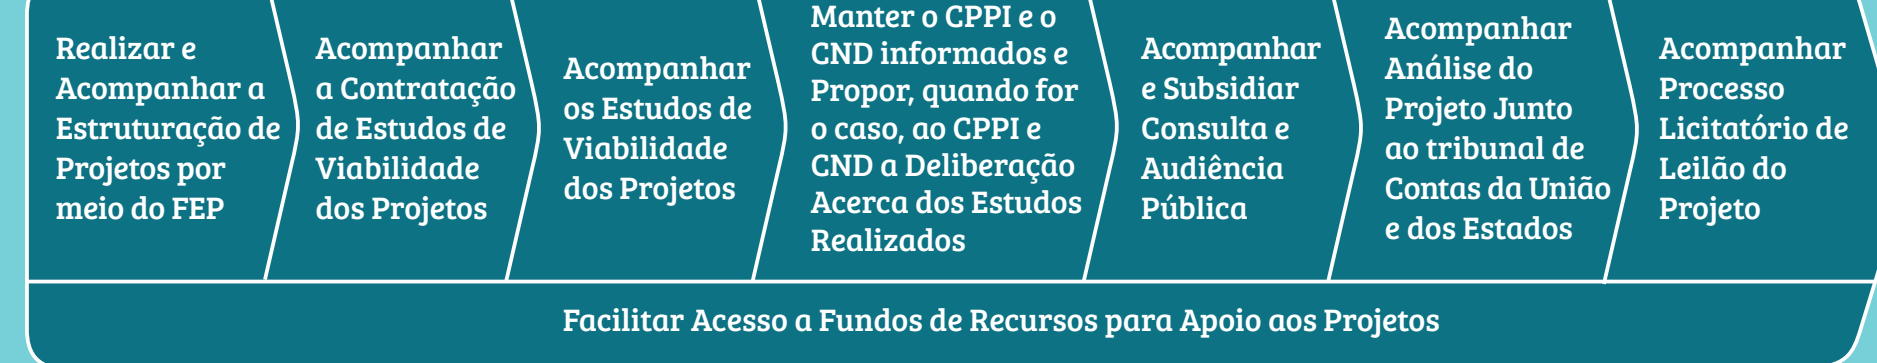 Realizar e
Acompanhar a
Estruturação de
Projetos por
meio do FEP
Acompanhar
a Contratação
de Estudos de
Viabilidade
dos Projetos
Acompanhar
os Estudos de
Viabilidade
dos Projetos
Manter o CPPI e o
CND informados e
Propor, quando for
o caso, ao CPPI e
CND a Deliberação
Acerca dos Estudos
Realizados
Acompanhar
e Subsidiar
Consulta e
Audiência
Pública
Acompanhar
Análise do
Projeto Junto
ao tribunal de
Contas da União
e dos Estados
Acompanhar
Processo
Licitatório de
Leilão do
Projeto
Facilitar Acesso a Fundos de Recursos para Apoio aos Projetos